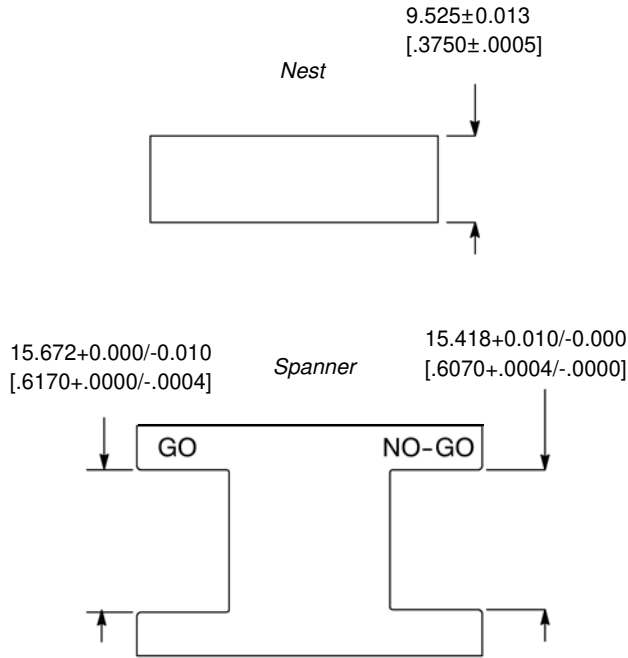 9.525±0.013
[.3750±.0005]
Nest
15.672+0.000/-0.010
[.6170+.0000/-.0004]
Spanner
15.418+0.010/-0.000
[.6070+.0004/-.0000]
GO
NO-GO